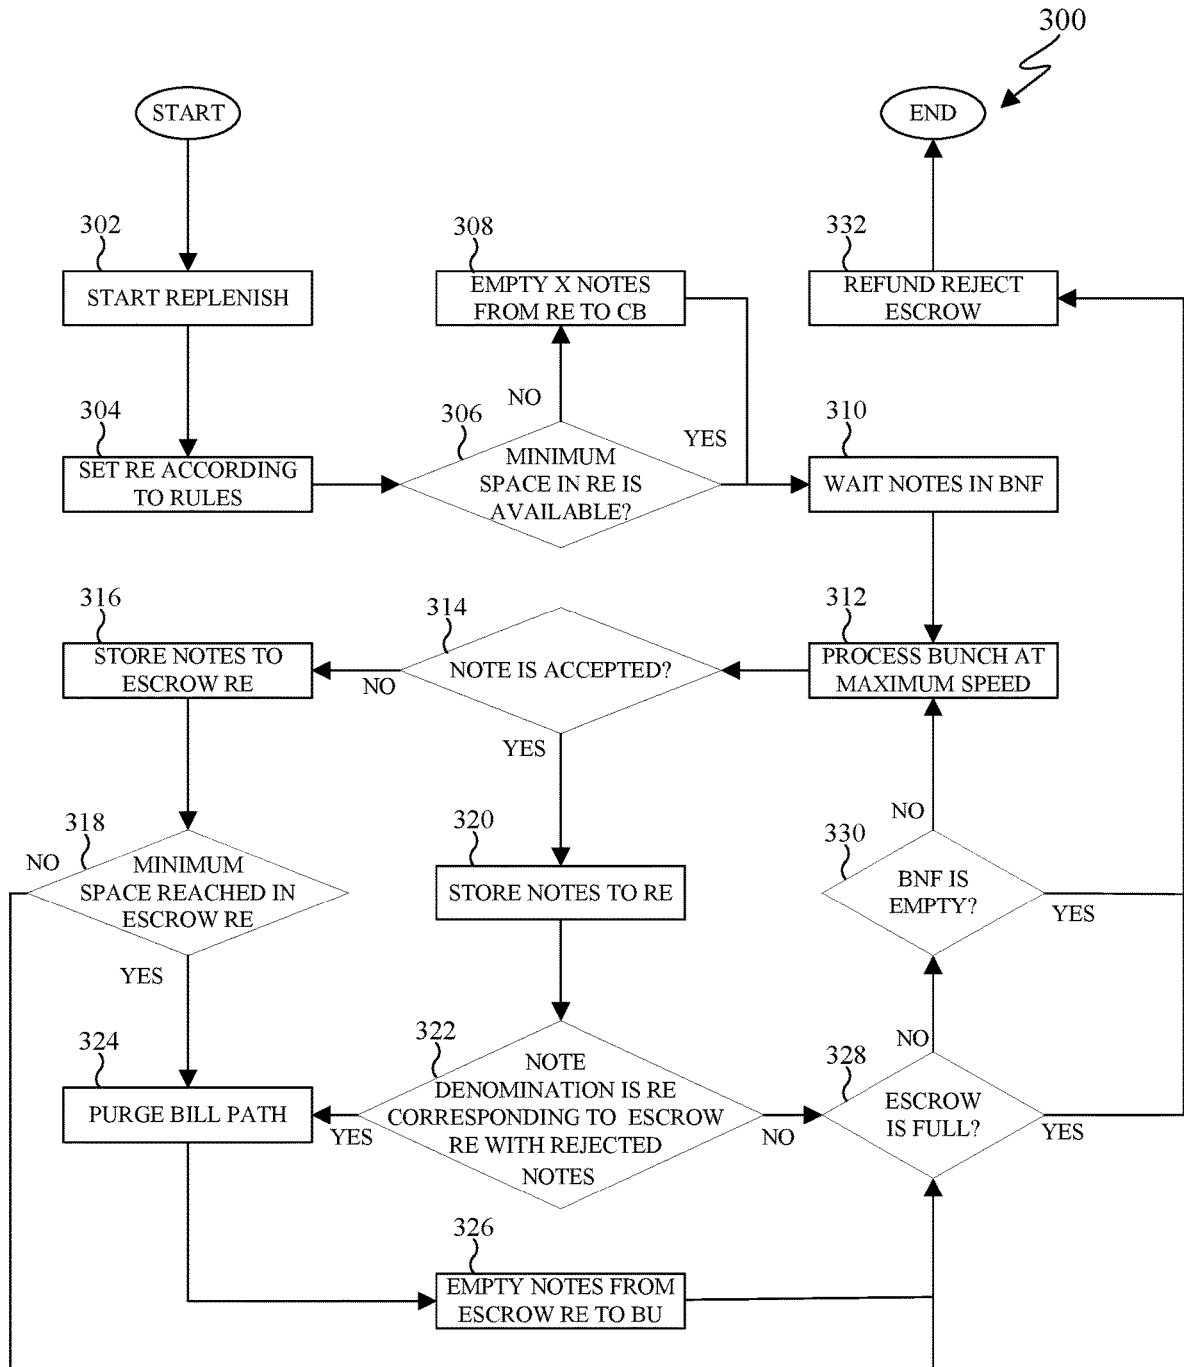 300
START
END
302
308
332
START REPLENISH
EMPTY X NOTES
FROM RE TO CB
REFUND REJECT
ESCROW
NO
304
306
YES
310
SET RE ACCORDING
TO RULES
MINIMUM
SPACE IN RE IS
AVAILABLE?
WAIT NOTES IN BNF
316
314
312
STORE NOTES TO
ESCROW RE
NO
NOTE IS ACCEPTED?
PROCESS BUNCH AT
MAXIMUM SPEED
YES
318
NO
MINIMUM
SPACE REACHED IN
ESCROW RE
320
STORE NOTES TO RE
NO
330
BNF IS
EMPTY?
YES
YES
324
PURGE BILL PATH
322
NOTE
DENOMINATION IS RE
CORRESPONDING TO ESCROW
RE WITH REJECTED
NOTES
YES
NO
NO
328
ESCROW
IS FULL?
YES
326
EMPTY NOTES FROM
ESCROW RE TO BU